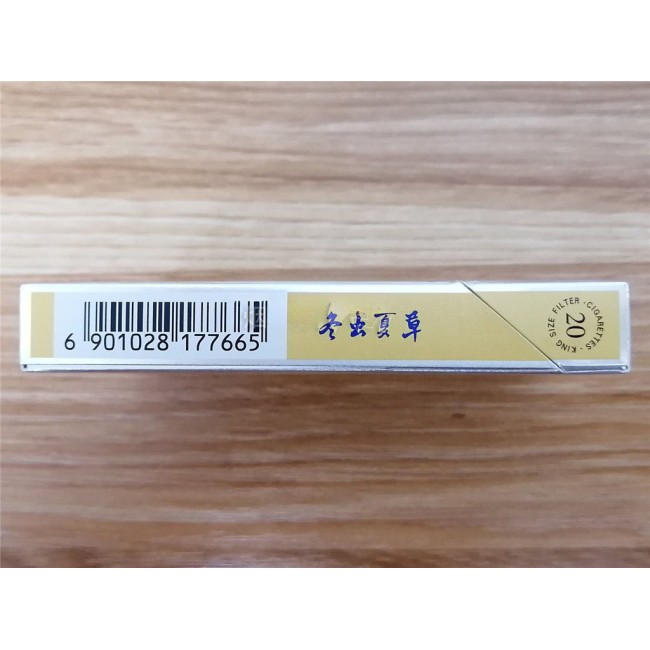 6 901028 177665
冬虫夏草
KING SIZE FILTER · CIGARETTES ·
20